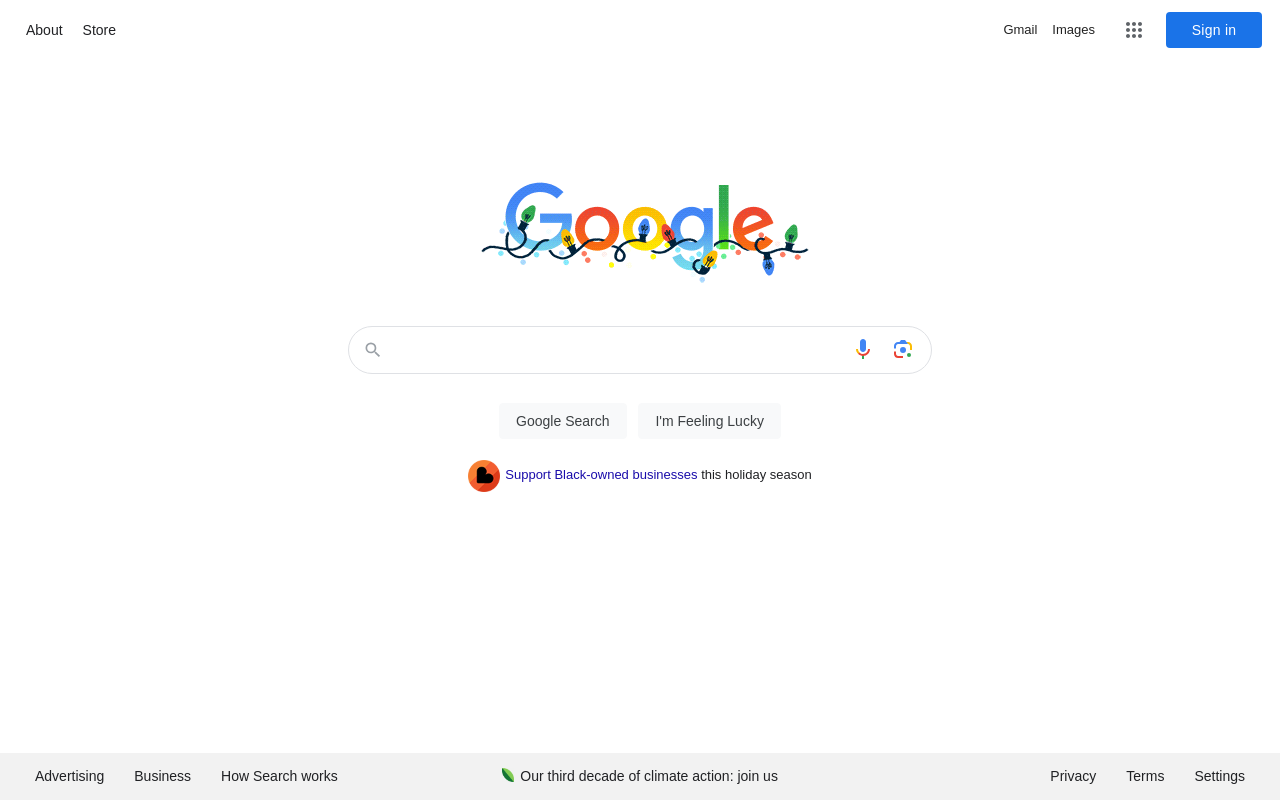 About Store Gmail Images Sign in
Google
Google Search I'm Feeling Lucky
Support Black-owned businesses this holiday season
Advertising Business How Search works Our third decade of climate action: join us Privacy Terms Settings